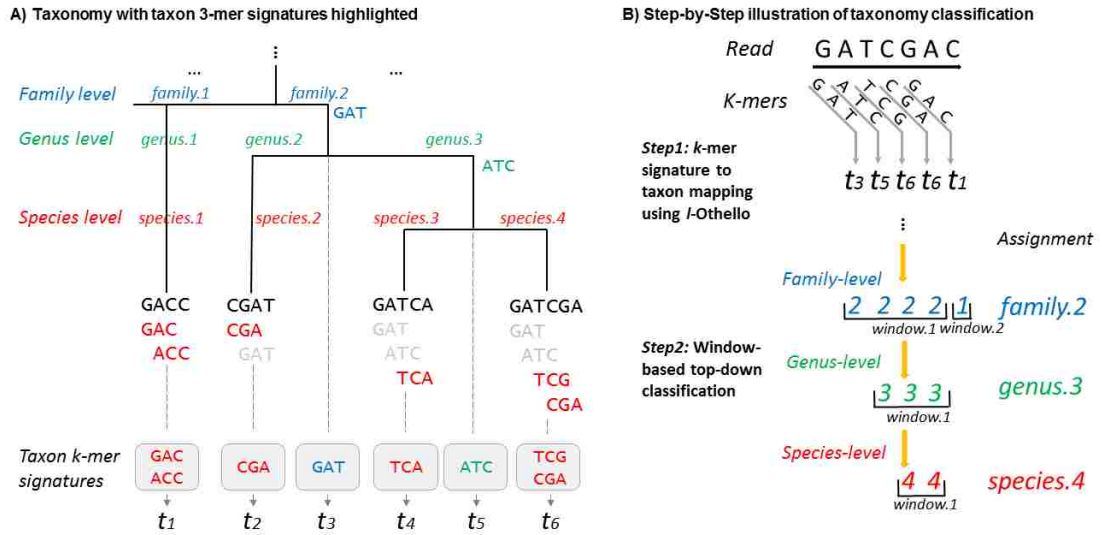 A) Taxonomy with taxon 3-mer signatures highlighted
...
... ...
Family level family.1 family.2
GAT
Genus level genus.1 genus.2 genus.3
ATC
Species level species.1 species.2 species.3 species.4
GACC CGAT GATCA GATCGA
GAC CGA GAT GAT
ACC GAT ATC ATC
TCA TCG
CGA
Taxon k-mer
signatures
GAC
ACC
CGA
GAT
TCA
ATC
TCG
CGA
t1 t2 t3 t4 t5 t6
B) Step-by-Step illustration of taxonomy classification
Read GATCGAC
K-mers
GAT ATC TCG CGA GAC
Step1: k-mer
signature to
taxon mapping
using l-Othello
t3 t5 t6 t6 t1
...
Assignment
Family-level
2 2 2 2 1 family.2
window.1 window.2
Step2: Window-
based top-down
classification
Genus-level
3 3 3 genus.3
window.1
Species-level
4 4 species.4
window.1